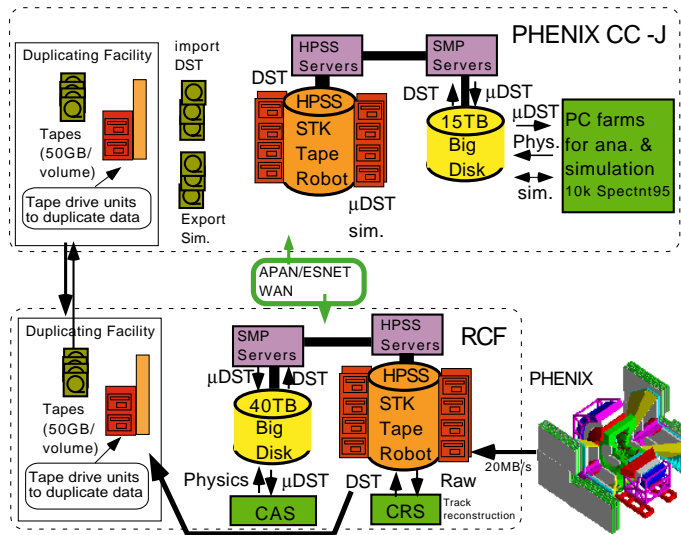 PHENIX CC -J
Duplicating Facility
Tapes
(50GB/
volume)
Tape drive units
to duplicate data
import
DST
Export
Sim.
HPSS
Servers
SMP
Servers
DST
HPSS
STK
Tape
Robot
μDST
sim.
DST
μDST
15TB
Big
Disk
μDST
Phys.
sim.
PC farms
for ana. &
simulation
10k Spectnt95
APAN/ESNET
WAN
RCF
Duplicating Facility
Tapes
(50GB/
volume)
Tape drive units
to duplicate data
SMP
Servers
HPSS
Servers
μDST
DST
40TB
Big
Disk
Physics
μDST
CAS
HPSS
STK
Tape
Robot
DST
Raw
CRS
Track
reconstruction
20MB/s
PHENIX